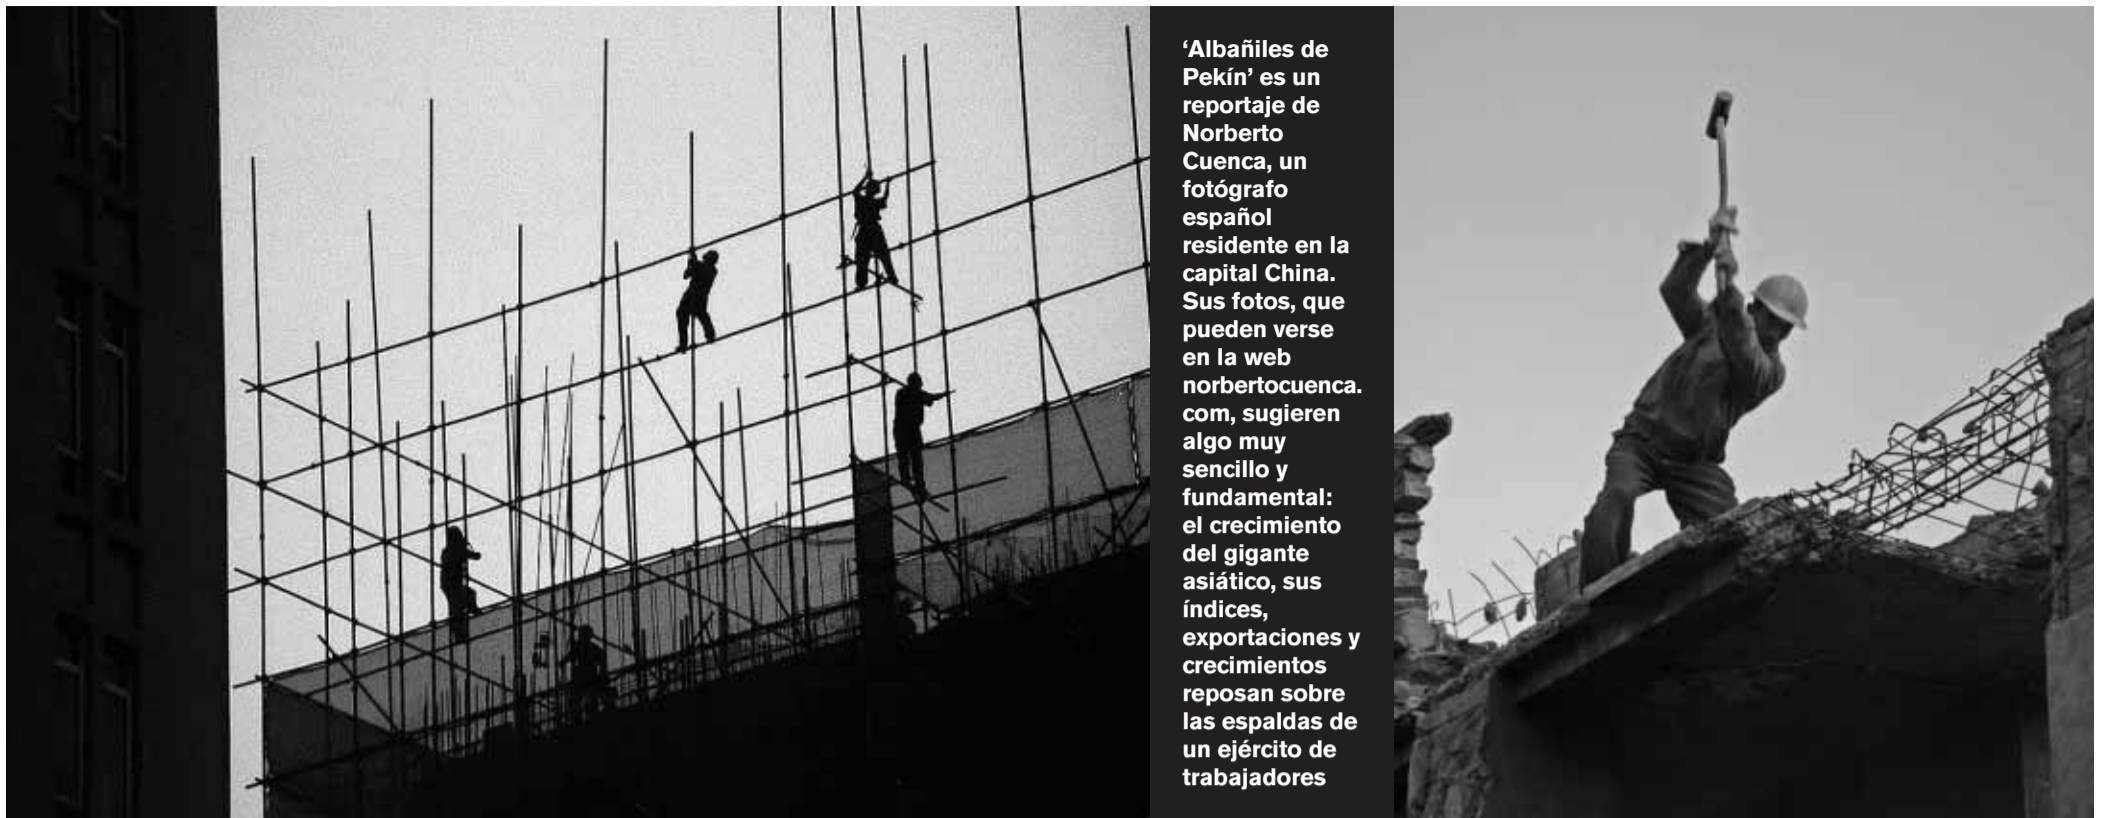 ‘Albañiles de
Pekín’ es un
reportaje de
Norberto
Cuenca, un
fotógrafo
español
residente en la
capital China.
Sus fotos, que
pueden verse
en la web
norbertocuenca.
com, sugieren
algo muy
sencillo y
fundamental:
el crecimiento
del gigante
asiático, sus
índices,
exportaciones y
crecimientos
reposan sobre
las espaldas de
un ejército de
trabajadores